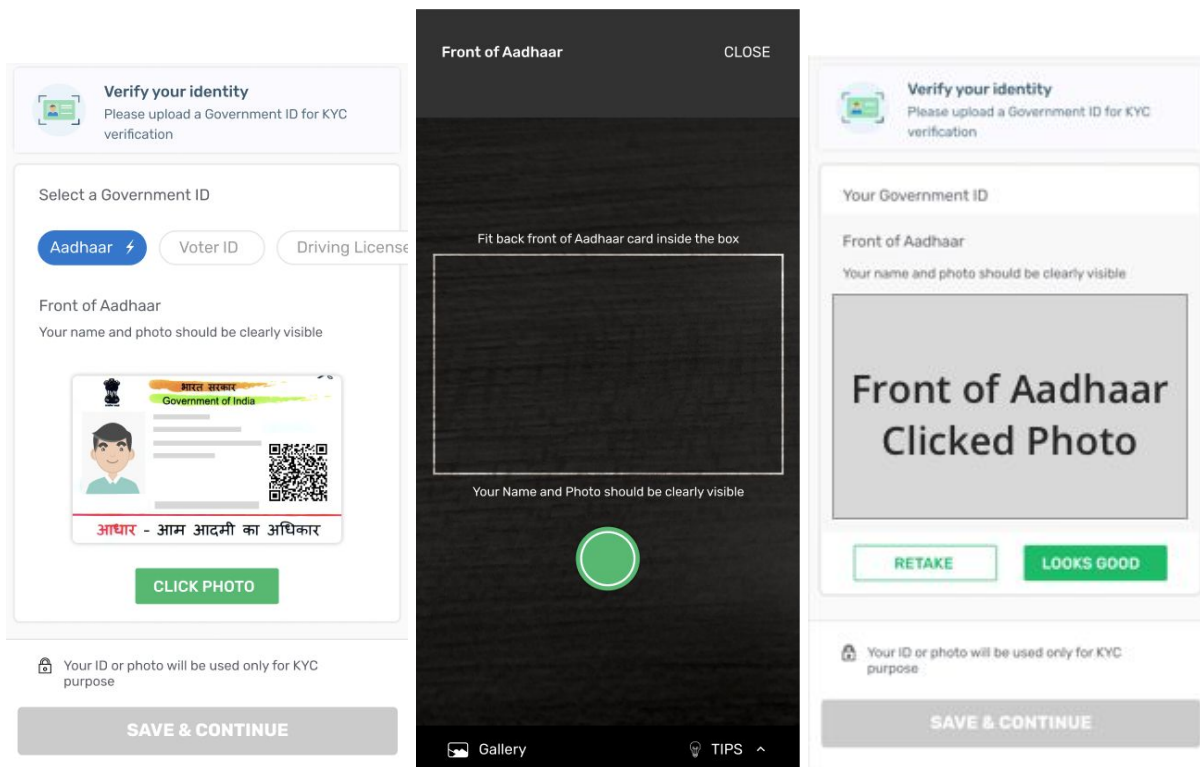 Verify your identity
Please upload a Government ID for KYC
verification
Select a Government ID
Aadhaar
Voter ID
Driving License
Front of Aadhaar
Your name and photo should be clearly visible
भारत सरकार
Government of India
आधार - आम आदमी का अधिकार
CLICK PHOTO
Your ID or photo will be used only for KYC
purpose
SAVE & CONTINUE
Front of Aadhaar
CLOSE
Fit back front of Aadhaar card inside the box
Your Name and Photo should be clearly visible
Gallery
TIPS
Verify your identity
Please upload a Government ID for KYC
verification
Your Government ID
Front of Aadhaar
Your name and photo should be clearly visible
Front of Aadhaar
Clicked Photo
RETAKE
LOOKS GOOD
Your ID or photo will be used only for KYC
purpose
SAVE & CONTINUE